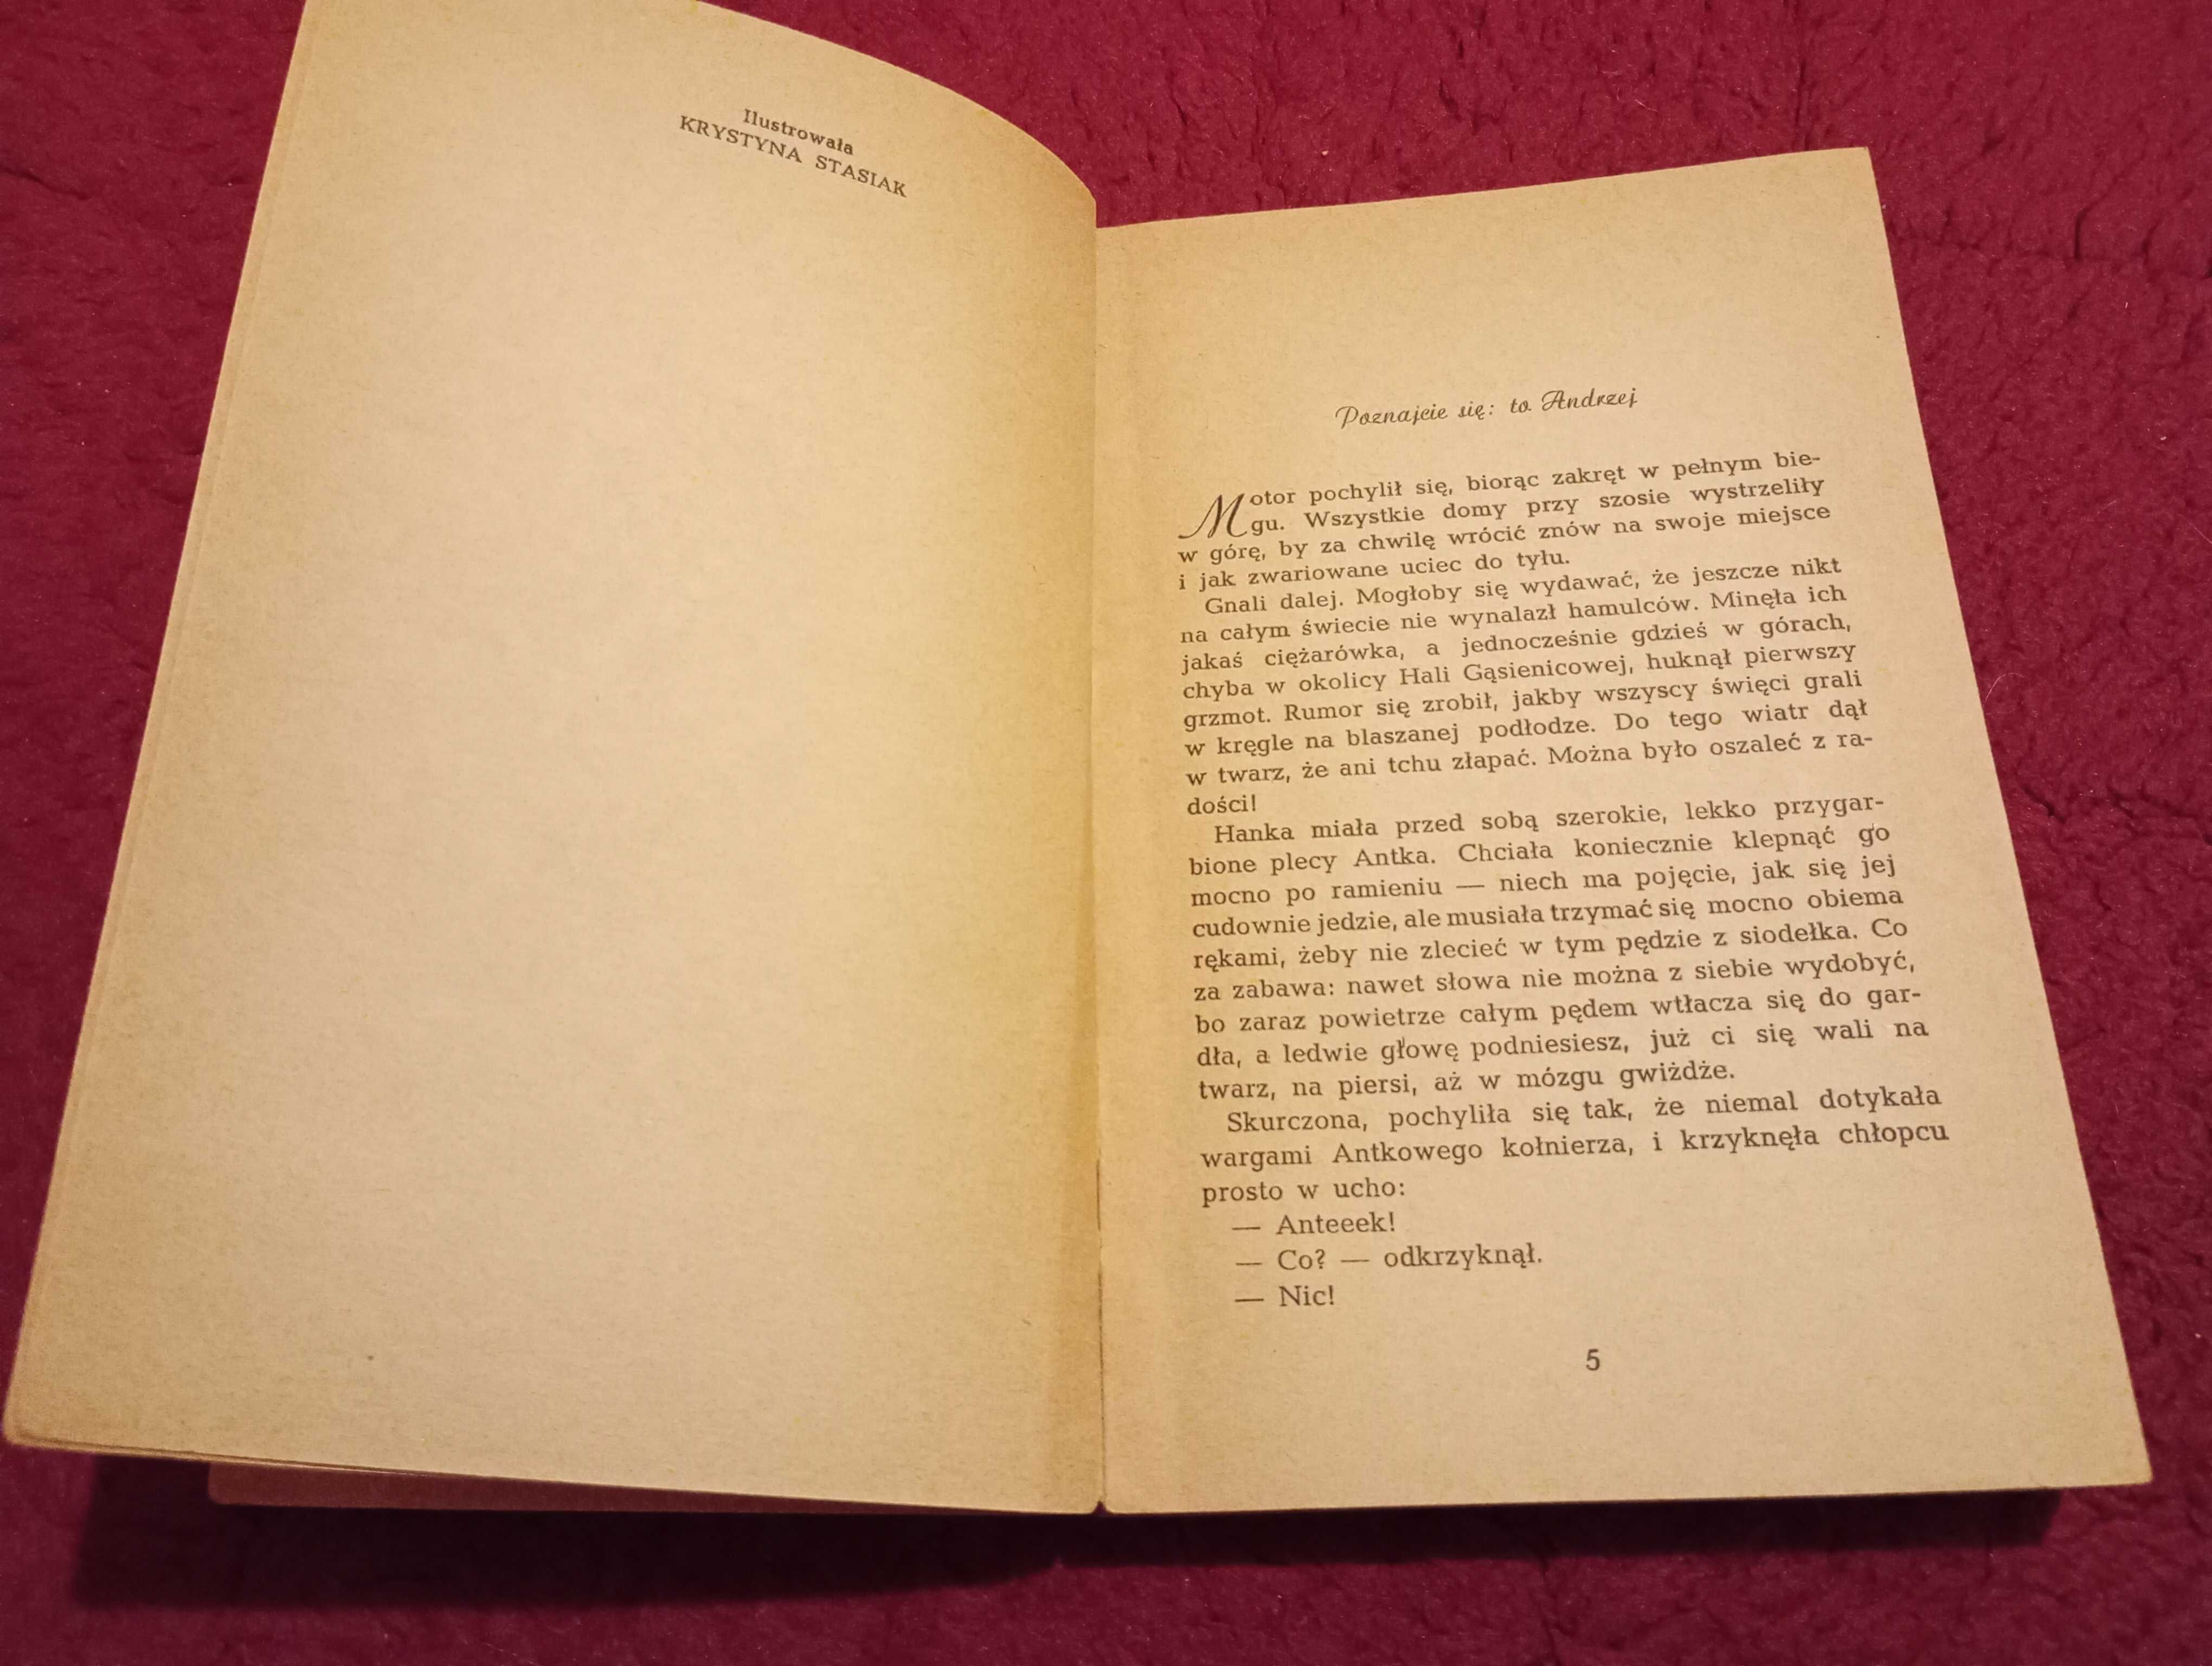 Ilustrowała
KRYSTYNA STASIAK
Poznajcie się: to Andrzej
Motor pochylił się, biorąc zakręt w pełnym bie-
gu. Wszystkie domy przy szosie wystrzeliły
w górę, by za chwilę wrócić znów na swoje miejsce
i jak zwariowane uciec do tyłu.
Gnali dalej. Mogłoby się wydawać, że jeszcze nikt
na całym świecie nie wynalazł hamulców. Minęła ich
jakaś ciężarówka, a jednocześnie gdzieś w górach,
chyba w okolicy Hali Gąsienicowej, huknął pierwszy
grzmot. Rumor się zrobił, jakby wszyscy święci grali
w kręgle na blaszanej podłodze. Do tego wiatr dął
w twarz, że ani tchu złapać. Można było oszaleć z ra-
dości!
Hanka miała przed sobą szerokie, lekko przygar-
bione plecy Antka. Chciała koniecznie klepnąć go
mocno po ramieniu — niech ma pojęcie, jak się jej
cudownie jedzie, ale musiała trzymać się mocno obiema
rękami, żeby nie zlecieć w tym pędzie z siodełka. Co
za zabawa: nawet słowa nie można z siebie wydobyć,
bo zaraz powietrze całym pędem wtłacza się do gar-
dła, a ledwie głowę podniesiesz, już ci się wali na
twarz, na piersi, aż w mózgu gwiżdże.
Skurczona, pochyliła się tak, że niemal dotykała
wargami Antkowego kołnierza, i krzyknęła chłopcu
prosto w ucho:
— Anteeek!
— Co? — odkrzyknął.
— Nic!
5